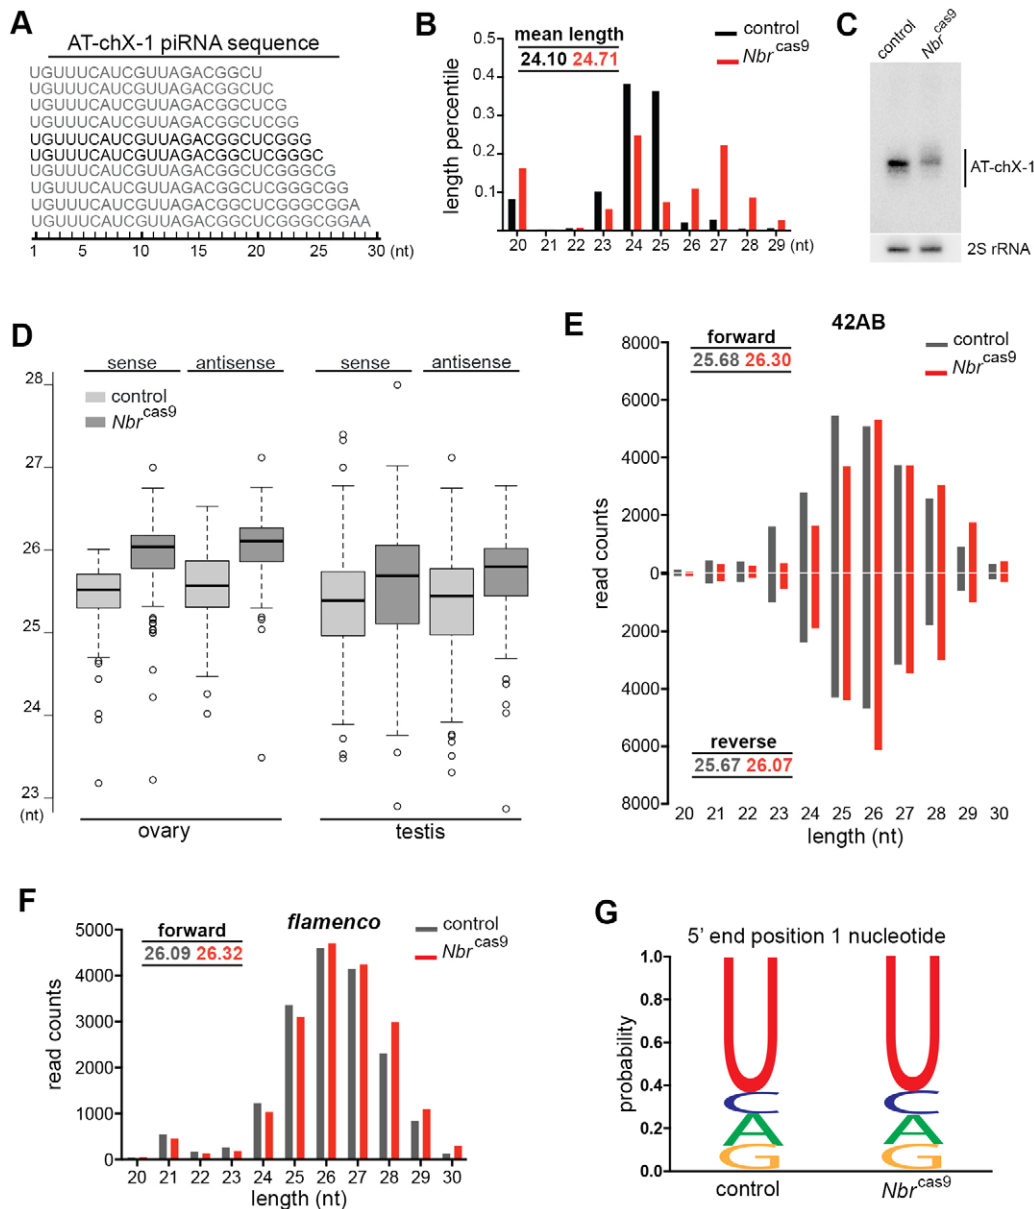 A
AT-chX-1 piRNA sequence
UGUUUCAUCGUUAGACGGCU
UGUUUCAUCGUUAGACGGCUC
UGUUUCAUCGUUAGACGGCUCG
UGUUUCAUCGUUAGACGGCUCGG
UGUUUCAUCGUUAGACGGCUCGGG
UGUUUCAUCGUUAGACGGCUCGGGC
UGUUUCAUCGUUAGACGGCUCGGGCG
UGUUUCAUCGUUAGACGGCUCGGGCGG
UGUUUCAUCGUUAGACGGCUCGGGCGGA
UGUUUCAUCGUUAGACGGCUCGGGCGGAA
1 5 10 15 20 25 30 (nt)
B
mean length
24.10 24.71
control
Nbr cas9
length percentile
0.5
0.4
0.3
0.2
0.1
20 21 22 23 24 25 26 27 28 29 (nt)
C
control
Nbr cas9
AT-chX-1
2S rRNA
D
sense antisense sense antisense
control
Nbr cas9
28
27
26
25
24
23
(nt)
ovary testis
E
42AB
forward
25.68 26.30
control
Nbr cas9
read counts
8000
6000
4000
2000
0
2000
4000
6000
8000
reverse
25.67 26.07
20 21 22 23 24 25 26 27 28 29 30
length (nt)
F
flamenco
forward
26.09 26.32
control
Nbr cas9
read counts
5000
4000
3000
2000
1000
0
20 21 22 23 24 25 26 27 28 29 30
length (nt)
G
5' end position 1 nucleotide
probability
1.0
0.8
0.6
0.4
0.2
0.0
U U
C C
A A
G G
control Nbr cas9